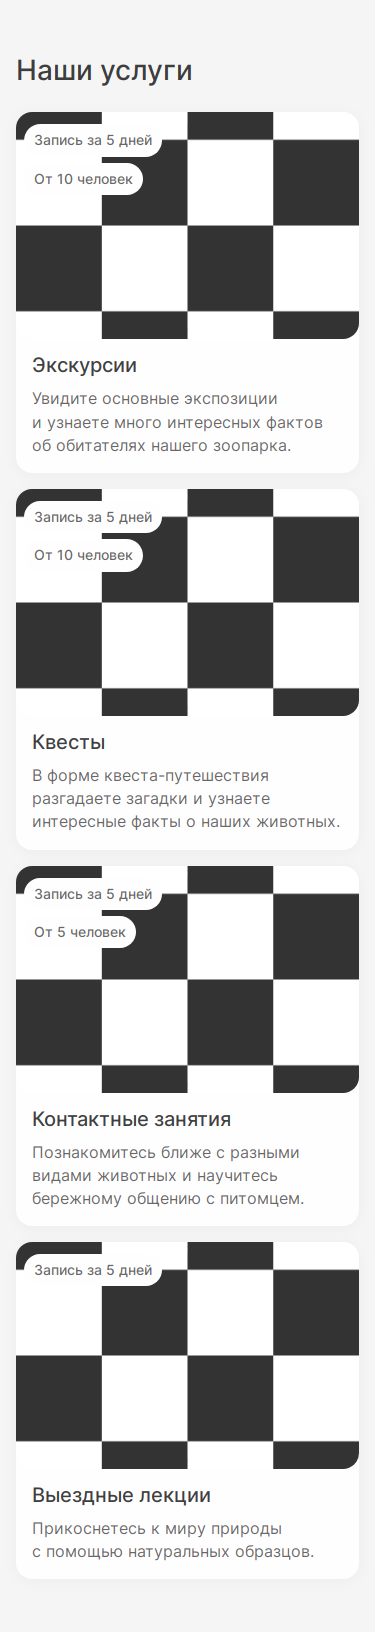 Наши услуги
Запись за 5 дней
От 10 человек
Экскурсии
Увидите основные экспозиции
и узнаете много интересных фактов
об обитателях нашего зоопарка.
Запись за 5 дней
От 10 человек
Квесты
В форме квеста-путешествия
разгадаете загадки и узнаете
интересные факты о наших животных.
Запись за 5 дней
От 5 человек
Контактные занятия
Познакомитесь ближе с разными
видами животных и научитесь
бережному общению с питомцем.
Запись за 5 дней
Выездные лекции
Прикоснетесь к миру природы
с помощью натуральных образцов.